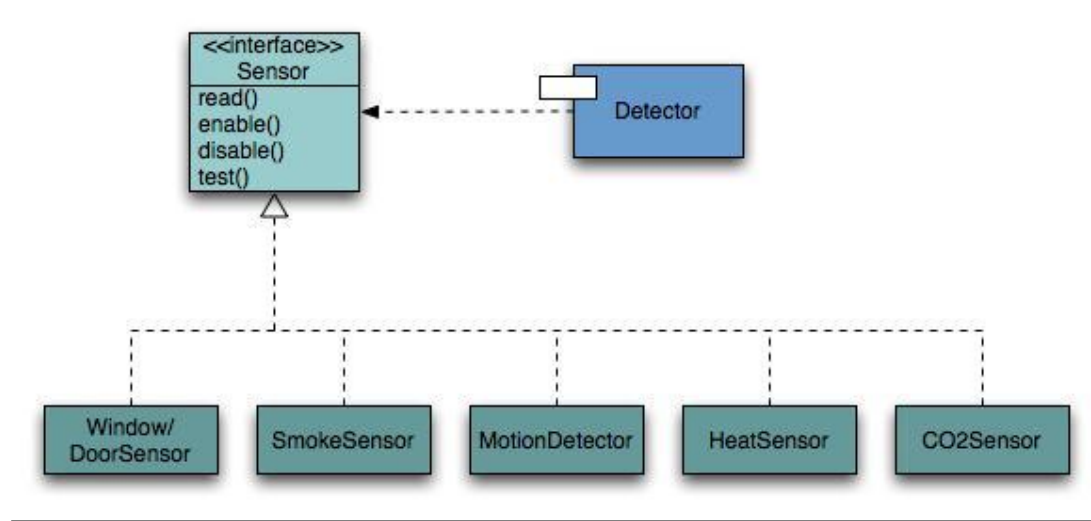 <<interface>>
Sensor
read()
enable()
disable()
test()
Detector
Window/
DoorSensor
SmokeSensor
MotionDetector
HeatSensor
CO2Sensor